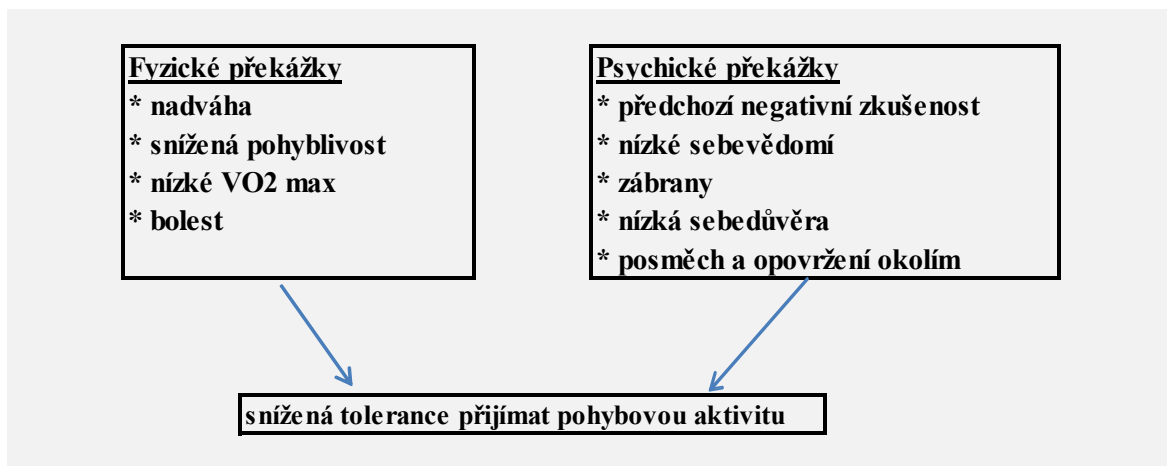 Fyzické překážky
* nadváha
* snížená pohyblivost
* nízké VO2 max
* bolest
Psychické překážky
* předchozí negativní zkušenost
* nízké sebevědomí
* zábrany
* nízká sebedůvěra
* posměch a opovržení okolím
snížená tolerance přijímat pohybovou aktivitu